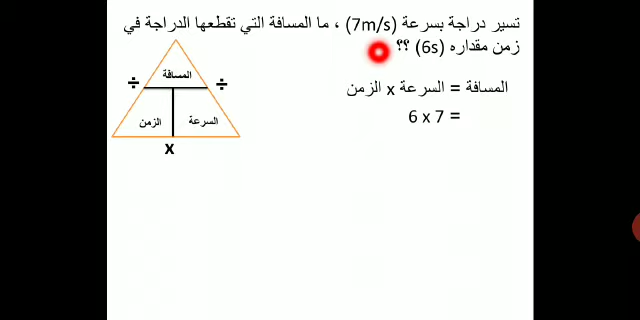 تسير دراجة بسرعة (7m/s) ، ما المسافة التي تقطعها الدراجة في
زمن مقداره (6s) ؟؟
المسافة = السرعة x الزمن
= 7 x 6
المسافة
÷ ÷
السرعة الزمن
x